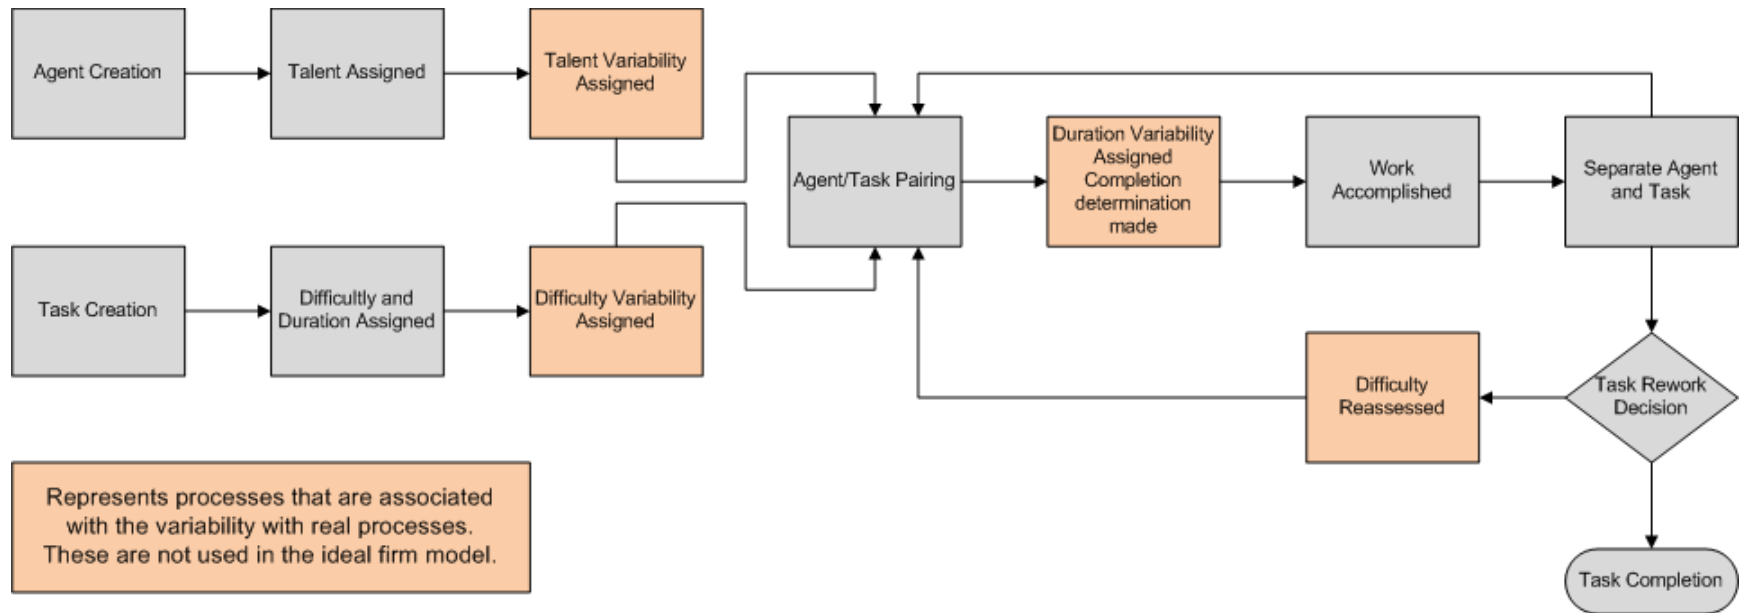 Agent Creation
Talent Assigned
Talent Variability
Assigned
Agent/Task Pairing
Duration Variability
Assigned
Completion
determination
made
Work
Accomplished
Separate Agent
and Task
Task Creation
Difficultly and
Duration Assigned
Difficulty Variability
Assigned
Difficulty
Reassessed
Task Rework
Decision
Represents processes that are associated
with the variability with real processes.
These are not used in the ideal firm model.
Task Completion